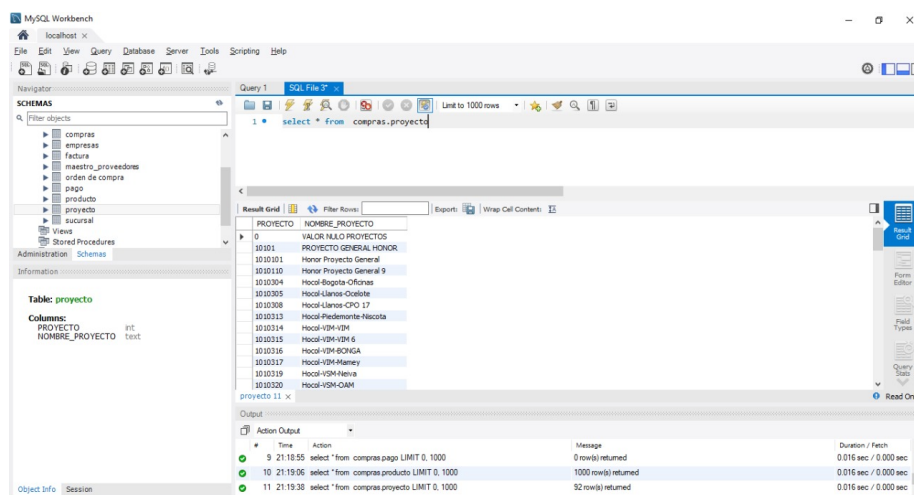 MySQL Workbench
localhost ×
File Edit View Query Database Server Tools Scripting Help
Navigator
SCHEMAS
Filter objects
compras
empresas
factura
maestro_proveedores
orden de compra
pago
producto
proyecto
sucursal
Views
Stored Procedures
Administration Schemas
Information
Table: proyecto
Columns:
PROYECTO int
NOMBRE_PROYECTO text
Object Info Session
Query 1 SQL File 3* ×
Limit to 1000 rows
1 select * from compras.proyecto
Result Grid Filter Rows: Export: Wrap Cell Content:
PROYECTO NOMBRE_PROYECTO
0 VALOR NULO PROYECTOS
10101 PROYECTO GENERAL HONOR
1010101 Honor Proyecto General
1010110 Honor Proyecto General 9
1010304 Hocol-Bogota-Oficinas
1010305 Hocol-Llanos-Ocelote
1010308 Hocol-Llanos-CPO 17
1010313 Hocol-Piedemonte-Niscota
1010314 Hocol-VIM-VIM
1010315 Hocol-VIM-VIM 6
1010316 Hocol-VIM-BONGA
1010317 Hocol-VIM-Mamey
1010319 Hocol-VSM-Neiva
1010320 Hocol-VSM-OAM
Result Grid
Form Editor
Field Types
Query Stats
proyecto 11 ×
Read On
Output
Action Output
# Time Action Message Duration / Fetch
9 21:18:55 select * from compras.pago LIMIT 0, 1000 0 row(s) returned 0.016 sec / 0.000 sec
10 21:19:06 select * from compras.producto LIMIT 0, 1000 1000 row(s) returned 0.016 sec / 0.000 sec
11 21:19:38 select * from compras.proyecto LIMIT 0, 1000 92 row(s) returned 0.016 sec / 0.000 sec